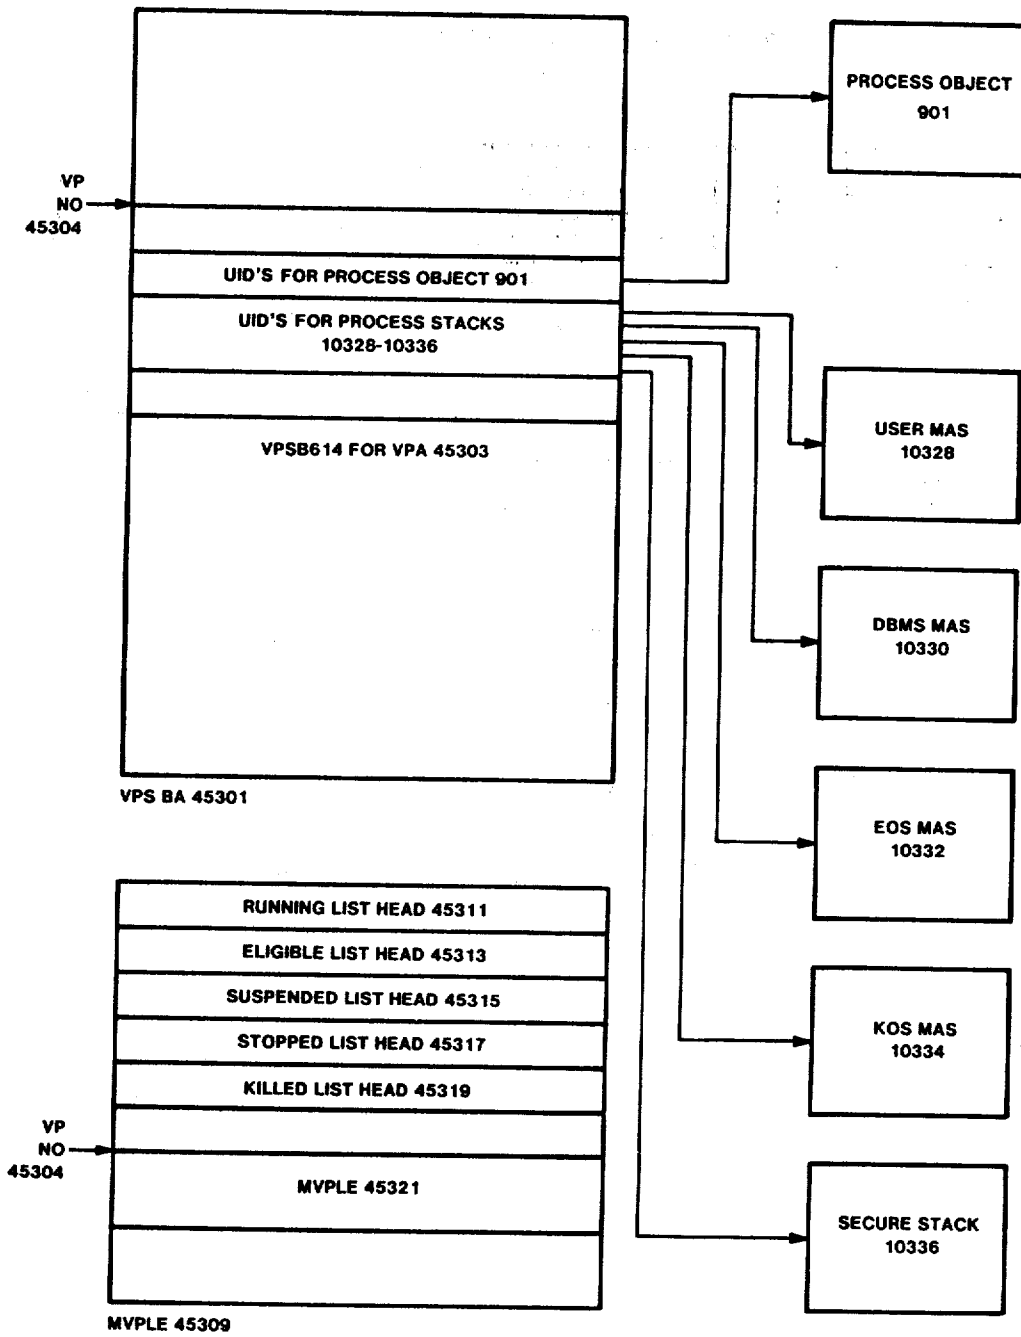 PROCESS OBJECT
901
VP
NO
45304
UID'S FOR PROCESS OBJECT 901
UID'S FOR PROCESS STACKS
10328-10336
VPSB614 FOR VPA 45303
USER MAS
10328
DBMS MAS
10330
VPS BA 45301
EOS MAS
10332
RUNNING LIST HEAD 45311
ELIGIBLE LIST HEAD 45313
SUSPENDED LIST HEAD 45315
STOPPED LIST HEAD 45317
KILLED LIST HEAD 45319
KOS MAS
10334
VP
NO
45304
MVPLE 45321
SECURE STACK
10336
MVPLE 45309